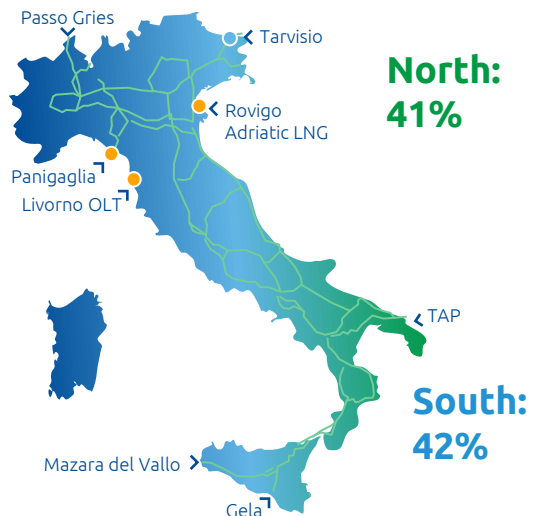 Passo Gries
Tarvisio
North:
41%
Rovigo
Adriatic LNG
Panigaglia
Livorno OLT
TAP
South:
42%
Mazara del Vallo
Gela